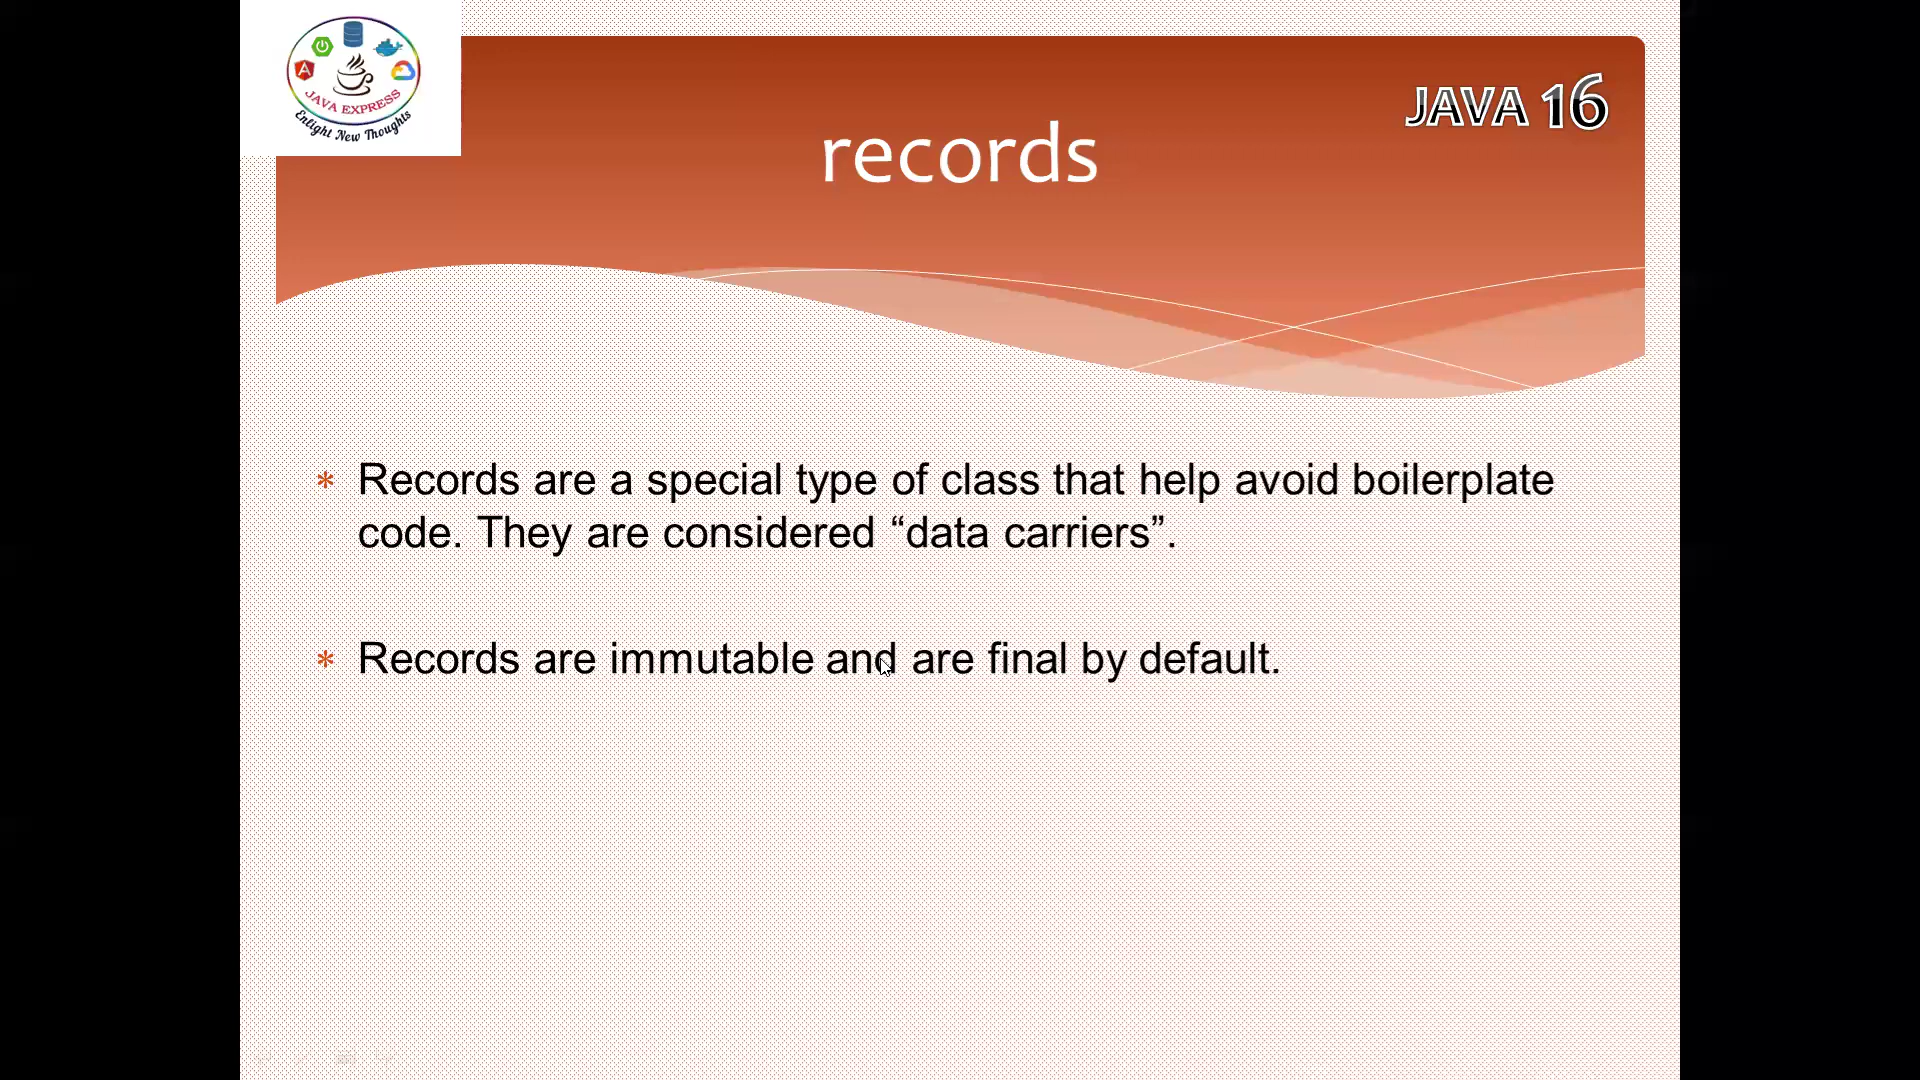 JAVA EXPRESS
Enlight New Thoughts
JAVA 16
records
* Records are a special type of class that help avoid boilerplate
code. They are considered “data carriers”.
* Records are immutable and are final by default.